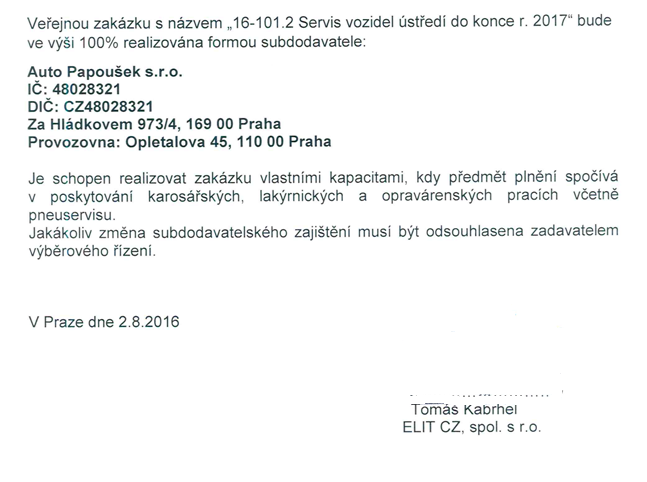 Veřejnou zakázku s názvem „16-101.2 Servis vozidel ústředí do konce r. 2017“ bude
ve výši 100% realizována formou subdodavatele:
Auto Papoušek s.r.o.
IČ: 48028321
DIČ: CZ48028321
Za Hládkovem 973/4, 169 00 Praha
Provozovna: Opletalova 45, 110 00 Praha
Je schopen realizovat zakázku vlastními kapacitami, kdy předmět plnění spočívá
v poskytování karosářských, lakýrnických a opravárenských pracích včetně
pneuservisu.
Jakákoliv změna subdodavatelského zajištění musí být odsouhlasena zadavatelem
výběrového řízení.
V Praze dne 2.8.2016
Tomáš Kabrhel
ELIT CZ, spol. s r.o.